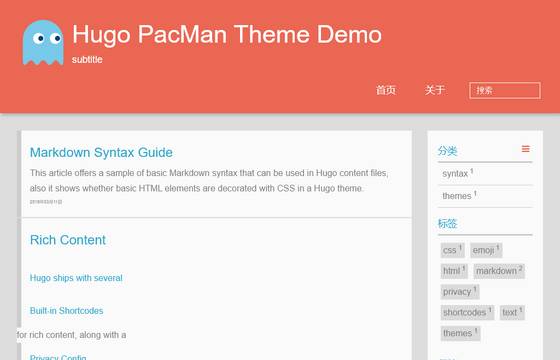 Hugo PacMan Theme Demo
subtitle
首页 关于 搜索
Markdown Syntax Guide
This article offers a sample of basic Markdown syntax that can be used in Hugo content files,
also it shows whether basic HTML elements are decorated with CSS in a Hugo theme.
Rich Content
Hugo ships with several
Built-in Shortcodes
for rich content, along with a
Privacy Config
分类
syntax 1
themes 1
标签
css 1 emoji 1
html 1 markdown 2
privacy 1
shortcodes 1 text 1
themes 1